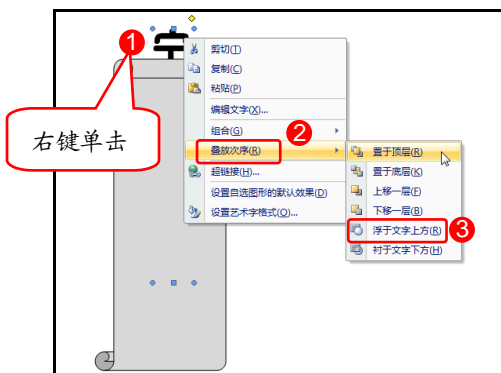 1
右键单击
剪切(T)
复制(C)
粘贴(P)
编辑文字(X)...
组合(G)
2
叠放次序(R)
超链接(H)...
设置自选图形的默认效果(D)
设置艺术字格式(O)...
置于顶层(R)
置于底层(K)
上移一层(F)
下移一层(B)
浮于文字上方(R)
3
衬于文字下方(H)